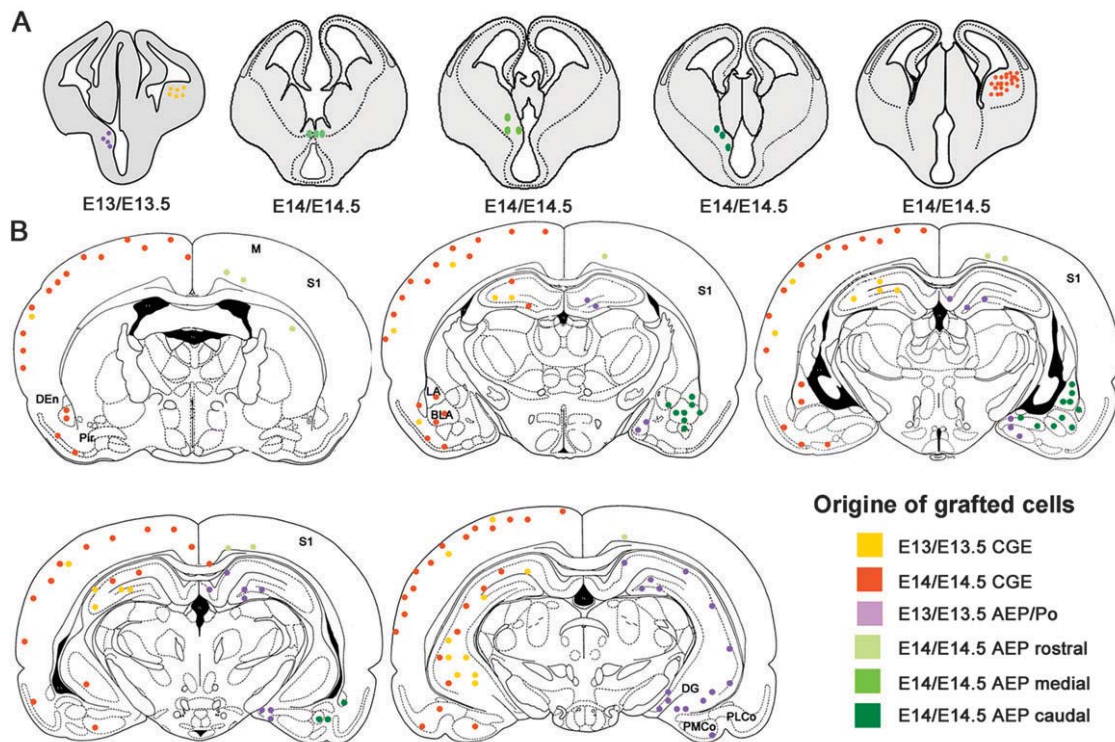 A
E13/E13.5
E14/E14.5
E14/E14.5
E14/E14.5
E14/E14.5
B
M
S1
DEn
Pir
S1
LA
BLA
S1
S1
DG
PMCo
PLCo
Origine of grafted cells
E13/E13.5 CGE
E14/E14.5 CGE
E13/E13.5 AEP/Po
E14/E14.5 AEP rostral
E14/E14.5 AEP medial
E14/E14.5 AEP caudal